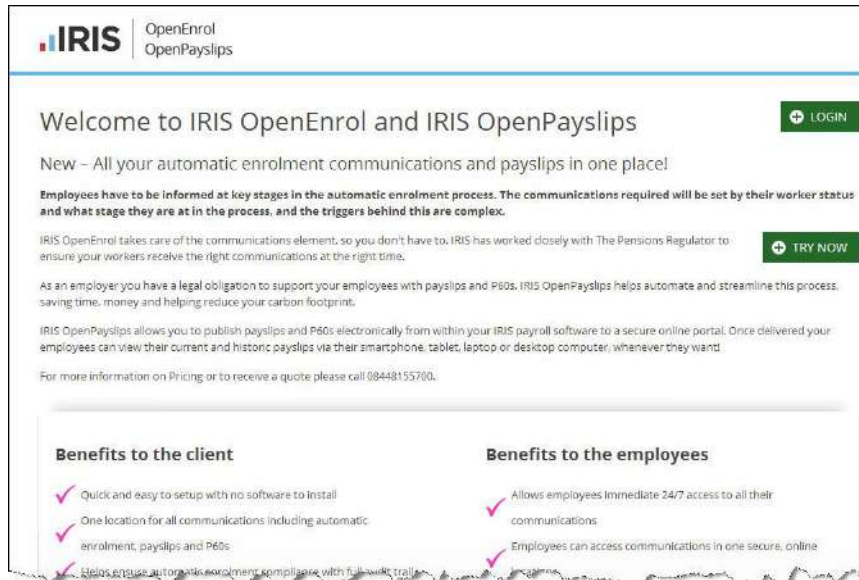 IRIS
OpenEnrol
OpenPayslips
Welcome to IRIS OpenEnrol and IRIS OpenPayslips
LOGIN
New – All your automatic enrolment communications and payslips in one place!
Employees have to be informed at key stages in the automatic enrolment process. The communications required will be set by their worker status
and what stage they are at in the process, and the triggers behind this are complex.
IRIS OpenEnrol takes care of the communications element, so you don't have to. IRIS has worked closely with The Pensions Regulator to
ensure your workers receive the right communications at the right time.
TRY NOW
As an employer you have a legal obligation to support your employees with payslips and P60s. IRIS OpenPayslips helps automate and streamline this process,
saving time, money and helping reduce your carbon footprint.
IRIS OpenPayslips allows you to publish payslips and P60s electronically from within your IRIS payroll software to a secure online portal. Once delivered your
employees can view their current and historic payslips via their smartphone, tablet, laptop or desktop computer, whenever they want!
For more information on Pricing or to receive a quote please call 08448155700.
Benefits to the client
Quick and easy to setup with no software to install
One location for all communications including automatic
enrolment, payslips and P60s
Helps ensure automatic enrolment compliance with full audit trail
Benefits to the employees
Allows employees immediate 24/7 access to all their
communications
Employees can access communications in one secure, online